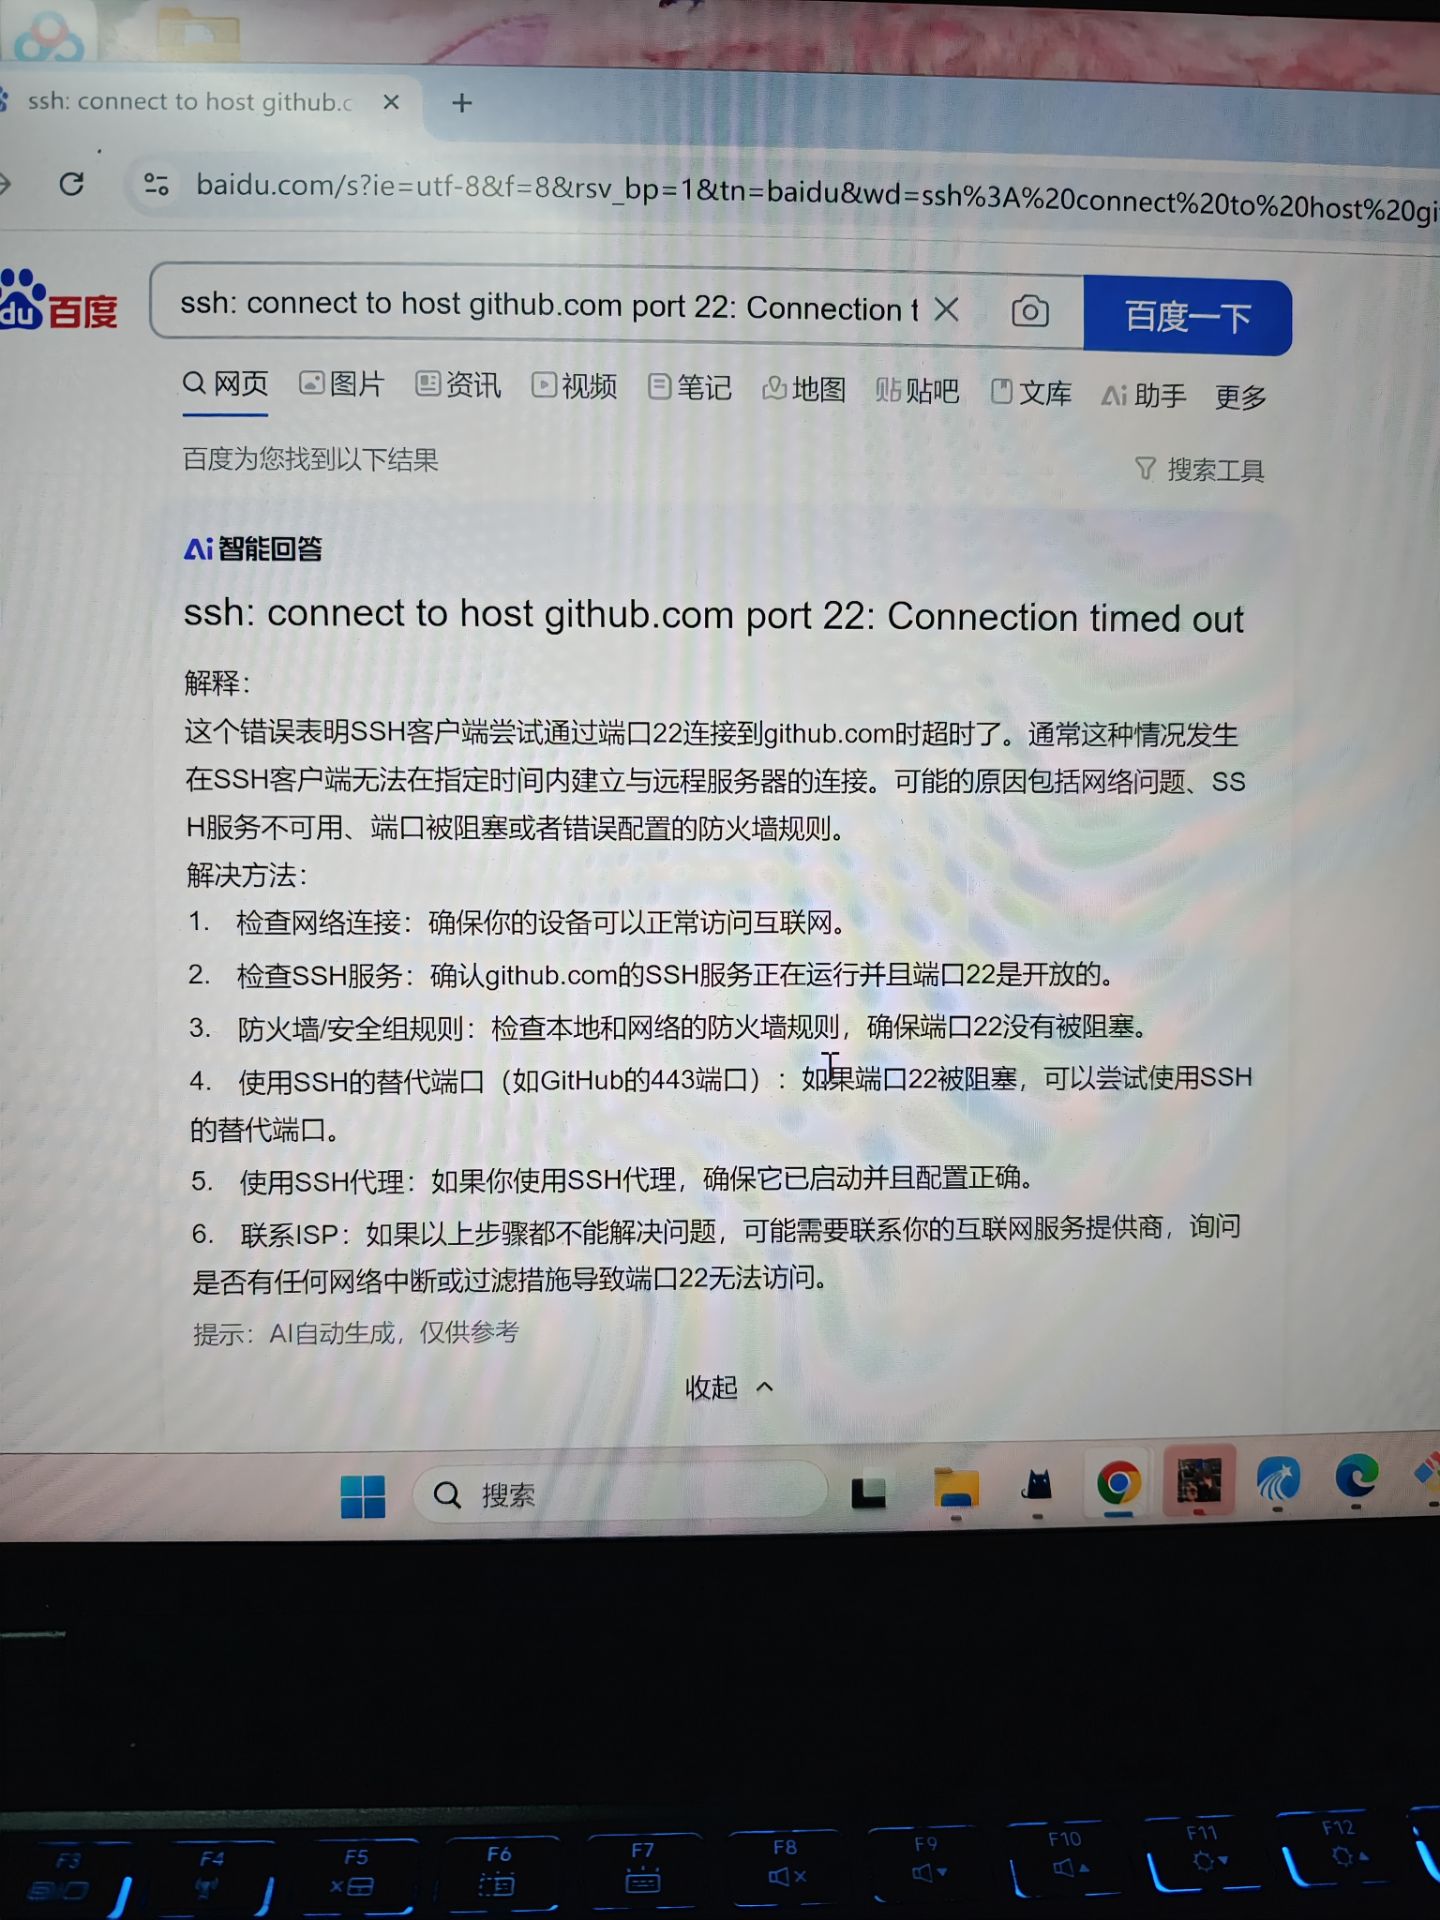 ssh: connect to host github.c
baidu.com/s?ie=utf-8&f=8&rsv_bp=1&tn=baidu&wd=ssh%3A%20connect%20to%20host%20gi
du百度
ssh: connect to host github.com port 22: Connection t
百度一下
网页 图片 资讯 视频 笔记 地图 贴贴吧 文库 Ai助手 更多
百度为您找到以下结果
搜索工具
Ai智能回答
ssh: connect to host github.com port 22: Connection timed out
解释：
这个错误表明SSH客户端尝试通过端口22连接到github.com时超时了。通常这种情况发生
在SSH客户端无法在指定时间内建立与远程服务器的连接。可能的原因包括网络问题、SS
H服务不可用、端口被阻塞或者错误配置的防火墙规则。
解决方法：
1. 检查网络连接：确保你的设备可以正常访问互联网。
2. 检查SSH服务：确认github.com的SSH服务正在运行并且端口22是开放的。
3. 防火墙/安全组规则：检查本地和网络的防火墙规则，确保端口22没有被阻塞。
4. 使用SSH的替代端口（如GitHub的443端口）：如果端口22被阻塞，可以尝试使用SSH
的替代端口。
5. 使用SSH代理：如果你使用SSH代理，确保它已启动并且配置正确。
6. 联系ISP：如果以上步骤都不能解决问题，可能需要联系你的互联网服务提供商，询问
是否有任何网络中断或过滤措施导致端口22无法访问。
提示：AI自动生成，仅供参考
收起
搜索
F3 F4 F5 F6 F7 F8 F9 F10 F11 F12